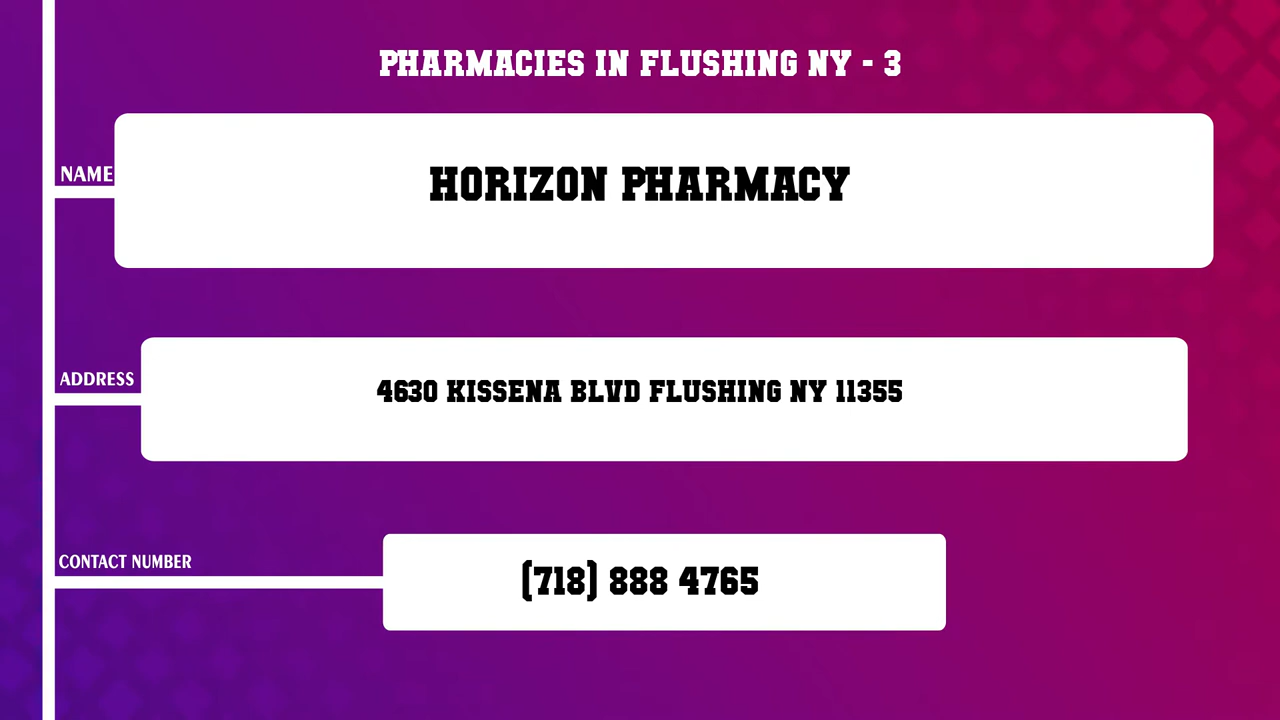 PHARMACIES IN FLUSHING NY - 3
NAME
HORIZON PHARMACY
ADDRESS
4630 KISSENA BLVD FLUSHING NY 11355
CONTACT NUMBER
(718) 888 4765